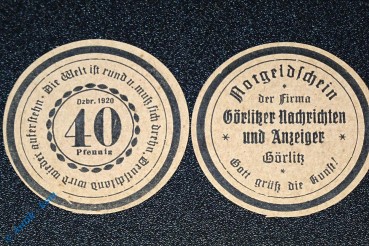 Die Welt ist rund u. muß sich drehn, Deutschland wird wieder auferstehn.
Dezbr. 1920
40
Pfennig
Notgeldschein
der Firma
Görlitzer Nachrichten
und Anzeiger
Görlitz
Gott grüß die Kunst!